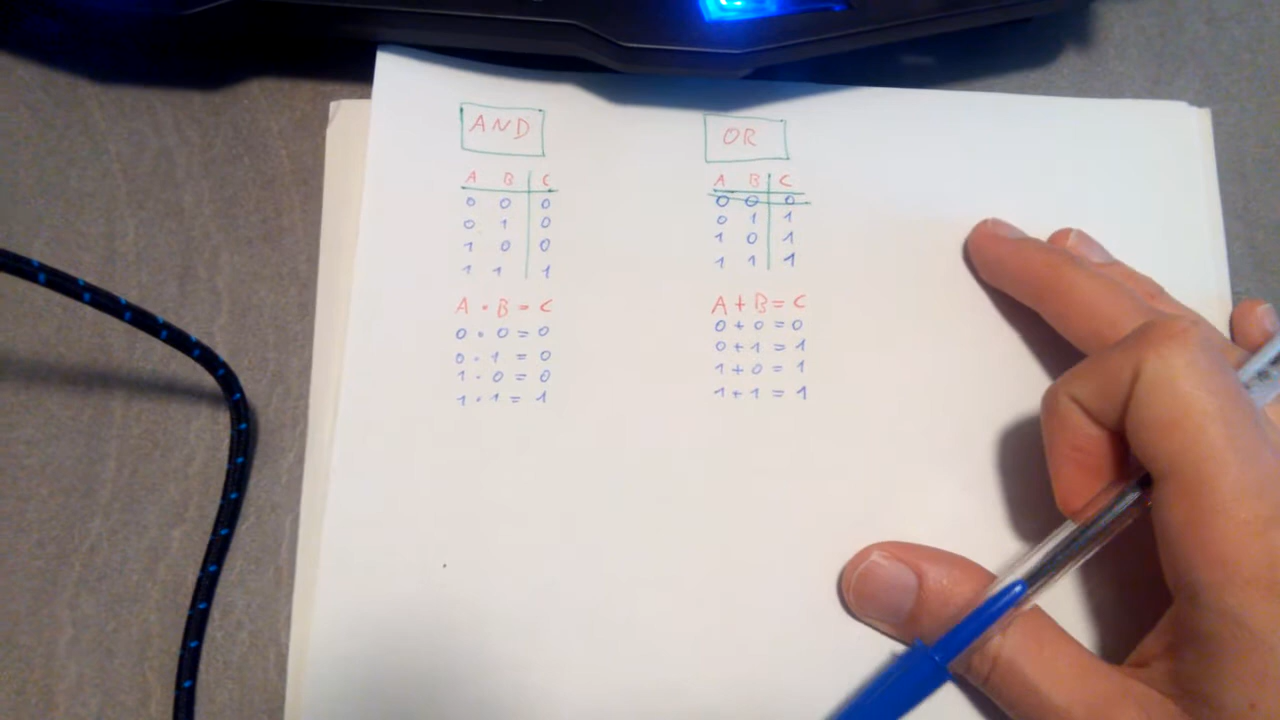 AND
A B C
0 0 0
0 1 0
1 0 0
1 1 1
A · B = C
0 · 0 = 0
0 · 1 = 0
1 · 0 = 0
1 · 1 = 1
OR
A B C
0 0 0
0 1 1
1 0 1
1 1 1
A + B = C
0 + 0 = 0
0 + 1 = 1
1 + 0 = 1
1 + 1 = 1